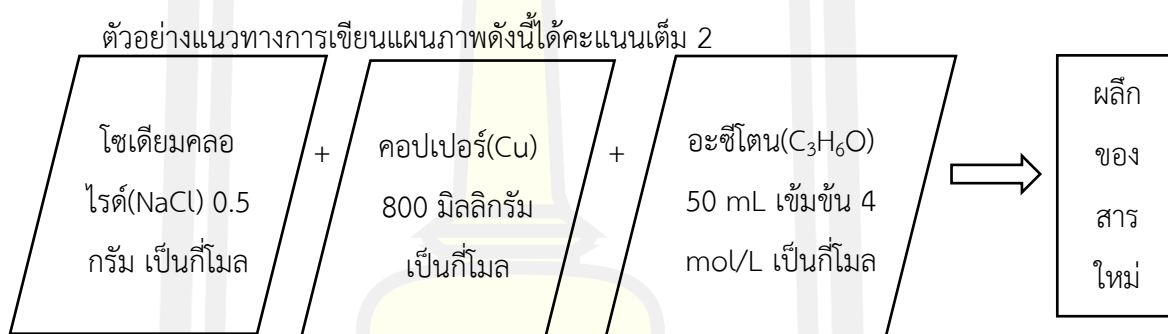 ตัวอย่างแนวทางการเขียนแผนภาพดังนี้ได้คะแนนเต็ม 2
โซเดียมคลอ
ไรด์(NaCl) 0.5
กรัม เป็นกี่โมล
+
คอปเปอร์(Cu)
800 มิลลิกรัม
เป็นกี่โมล
+
อะซีโตน(C₃H₆O)
50 mL เข้มข้น 4
mol/L เป็นกี่โมล
ผลึก
ของ
สาร
ใหม่